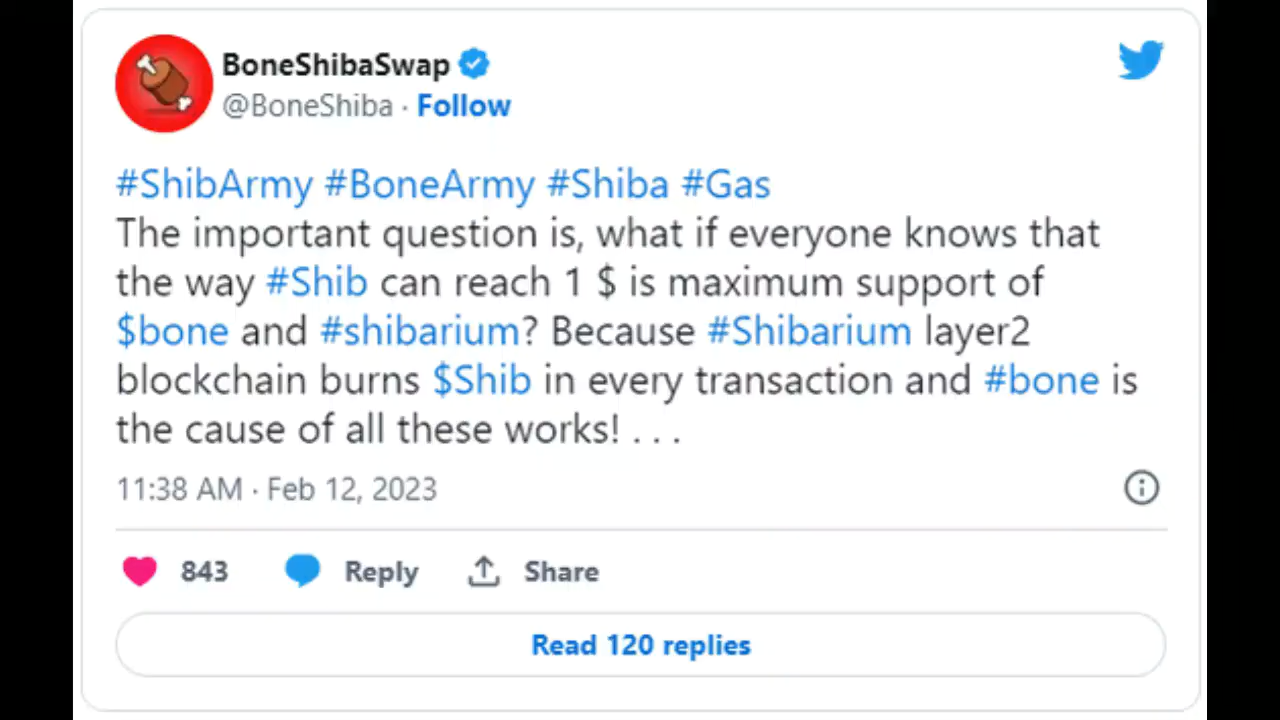 BoneShibaSwap
@BoneShiba · Follow
#ShibArmy #BoneArmy #Shiba #Gas
The important question is, what if everyone knows that
the way #Shib can reach 1 $ is maximum support of
$bone and #shibarium? Because #Shibarium layer2
blockchain burns $Shib in every transaction and #bone is
the cause of all these works! . . .
11:38 AM · Feb 12, 2023
843 Reply Share
Read 120 replies